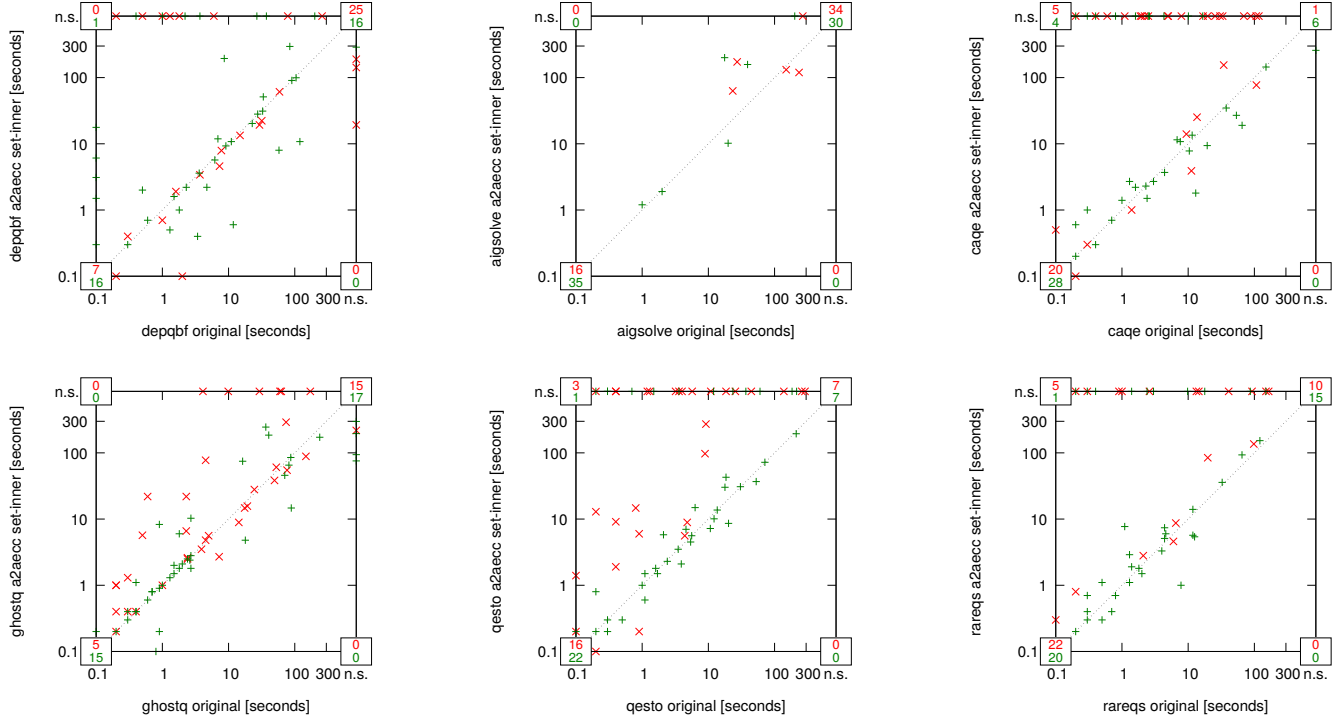 0 25
n.s. 0 16
300
100
10
1
0.1
7 0
16 0
0.1 1 10 100 300 n.s.
depqbf a2aecc set-inner [seconds]
depqbf original [seconds]
0 34
n.s. 0 30
300
100
10
1
0.1
16 0
35 0
0.1 1 10 100 300 n.s.
aigsolve a2aecc set-inner [seconds]
aigsolve original [seconds]
5 1
n.s. 4 6
300
100
10
1
0.1
20 0
28 0
0.1 1 10 100 300 n.s.
caqe a2aecc set-inner [seconds]
caqe original [seconds]
0 15
n.s. 0 17
300
100
10
1
0.1
5 0
15 0
0.1 1 10 100 300 n.s.
ghostq a2aecc set-inner [seconds]
ghostq original [seconds]
3 7
n.s. 1 7
300
100
10
1
0.1
16 0
22 0
0.1 1 10 100 300 n.s.
qesto a2aecc set-inner [seconds]
qesto original [seconds]
5 10
n.s. 1 15
300
100
10
1
0.1
22 0
20 0
0.1 1 10 100 300 n.s.
rareqs a2aecc set-inner [seconds]
rareqs original [seconds]